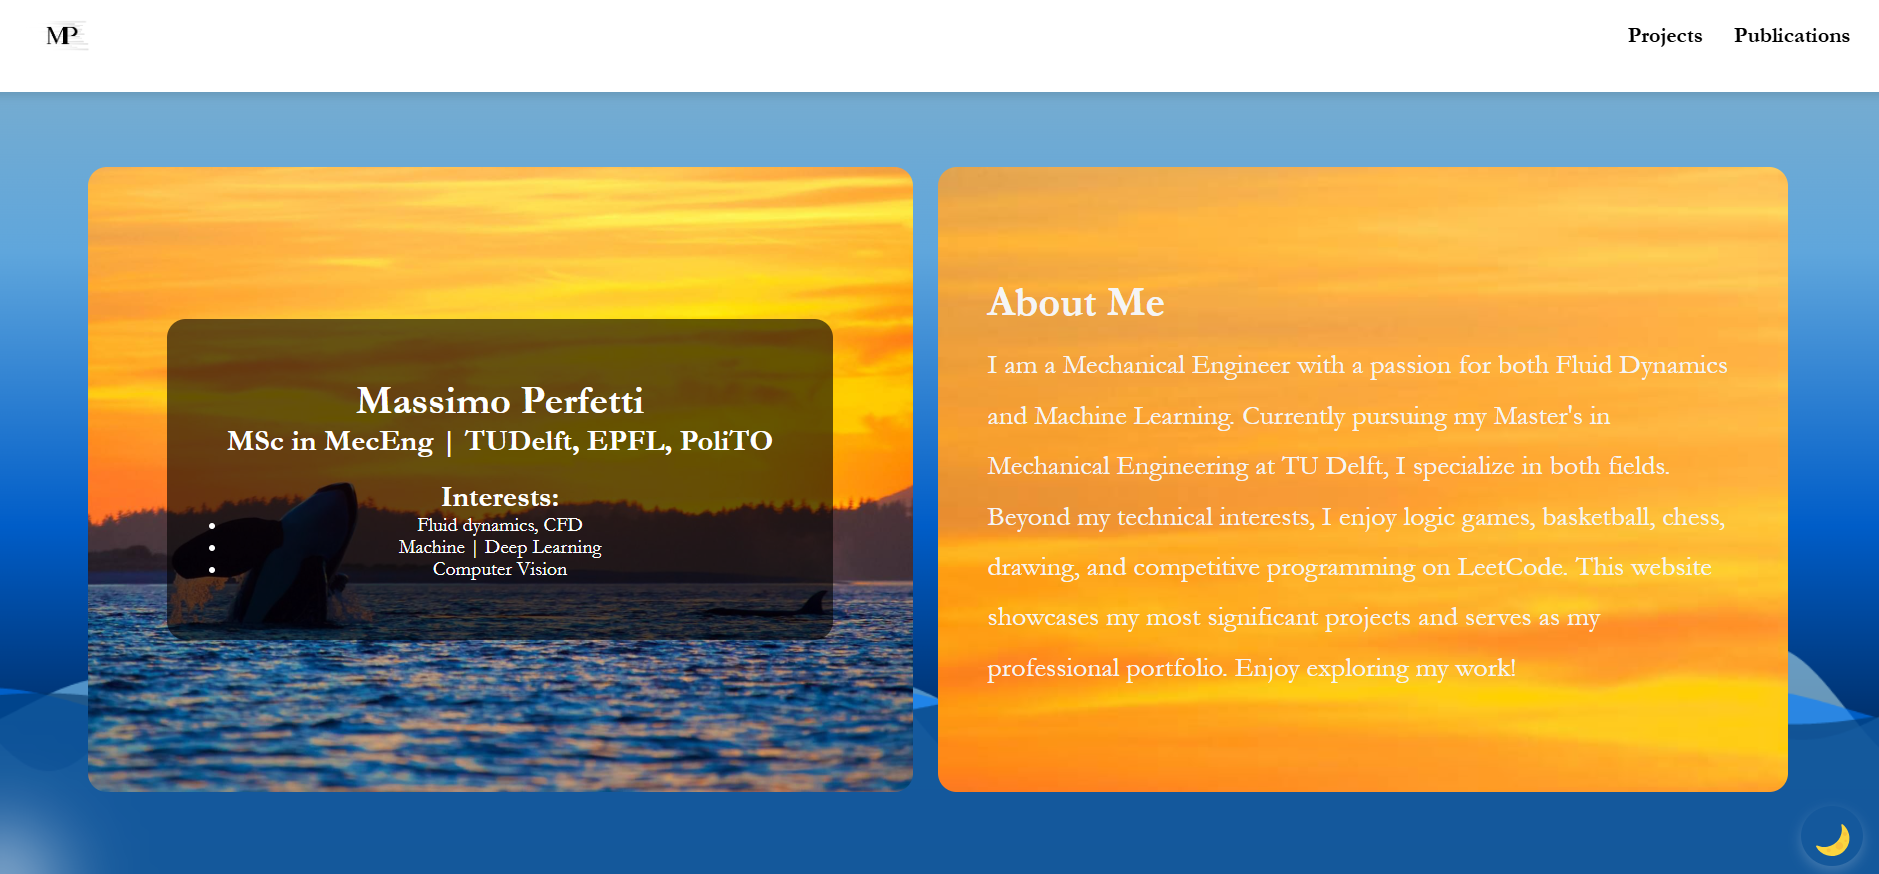 MP
Projects Publications
Massimo Perfetti
MSc in MecEng | TUDelft, EPFL, PoliTO
Interests:
• Fluid dynamics, CFD
• Machine | Deep Learning
• Computer Vision
About Me
I am a Mechanical Engineer with a passion for both Fluid Dynamics
and Machine Learning. Currently pursuing my Master's in
Mechanical Engineering at TU Delft, I specialize in both fields.
Beyond my technical interests, I enjoy logic games, basketball, chess,
drawing, and competitive programming on LeetCode. This website
showcases my most significant projects and serves as my
professional portfolio. Enjoy exploring my work!